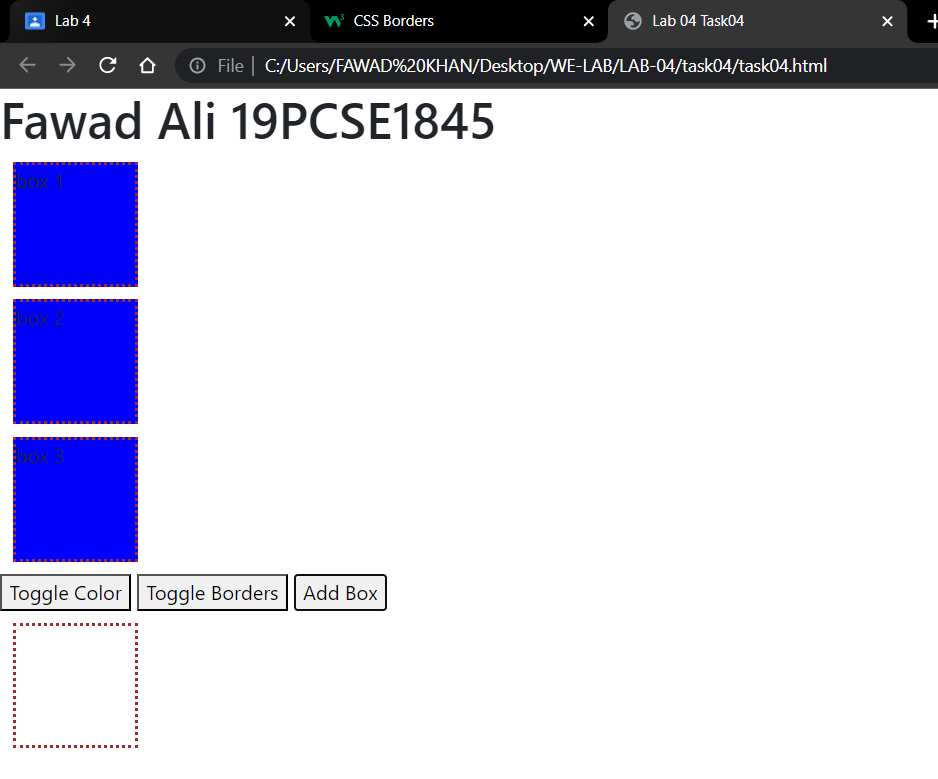 Lab 4
CSS Borders
Lab 04 Task04
File | C:/Users/FAWAD%20KHAN/Desktop/WE-LAB/LAB-04/task04/task04.html
Fawad Ali 19PCSE1845
box 1
box 2
box 3
Toggle Color Toggle Borders Add Box